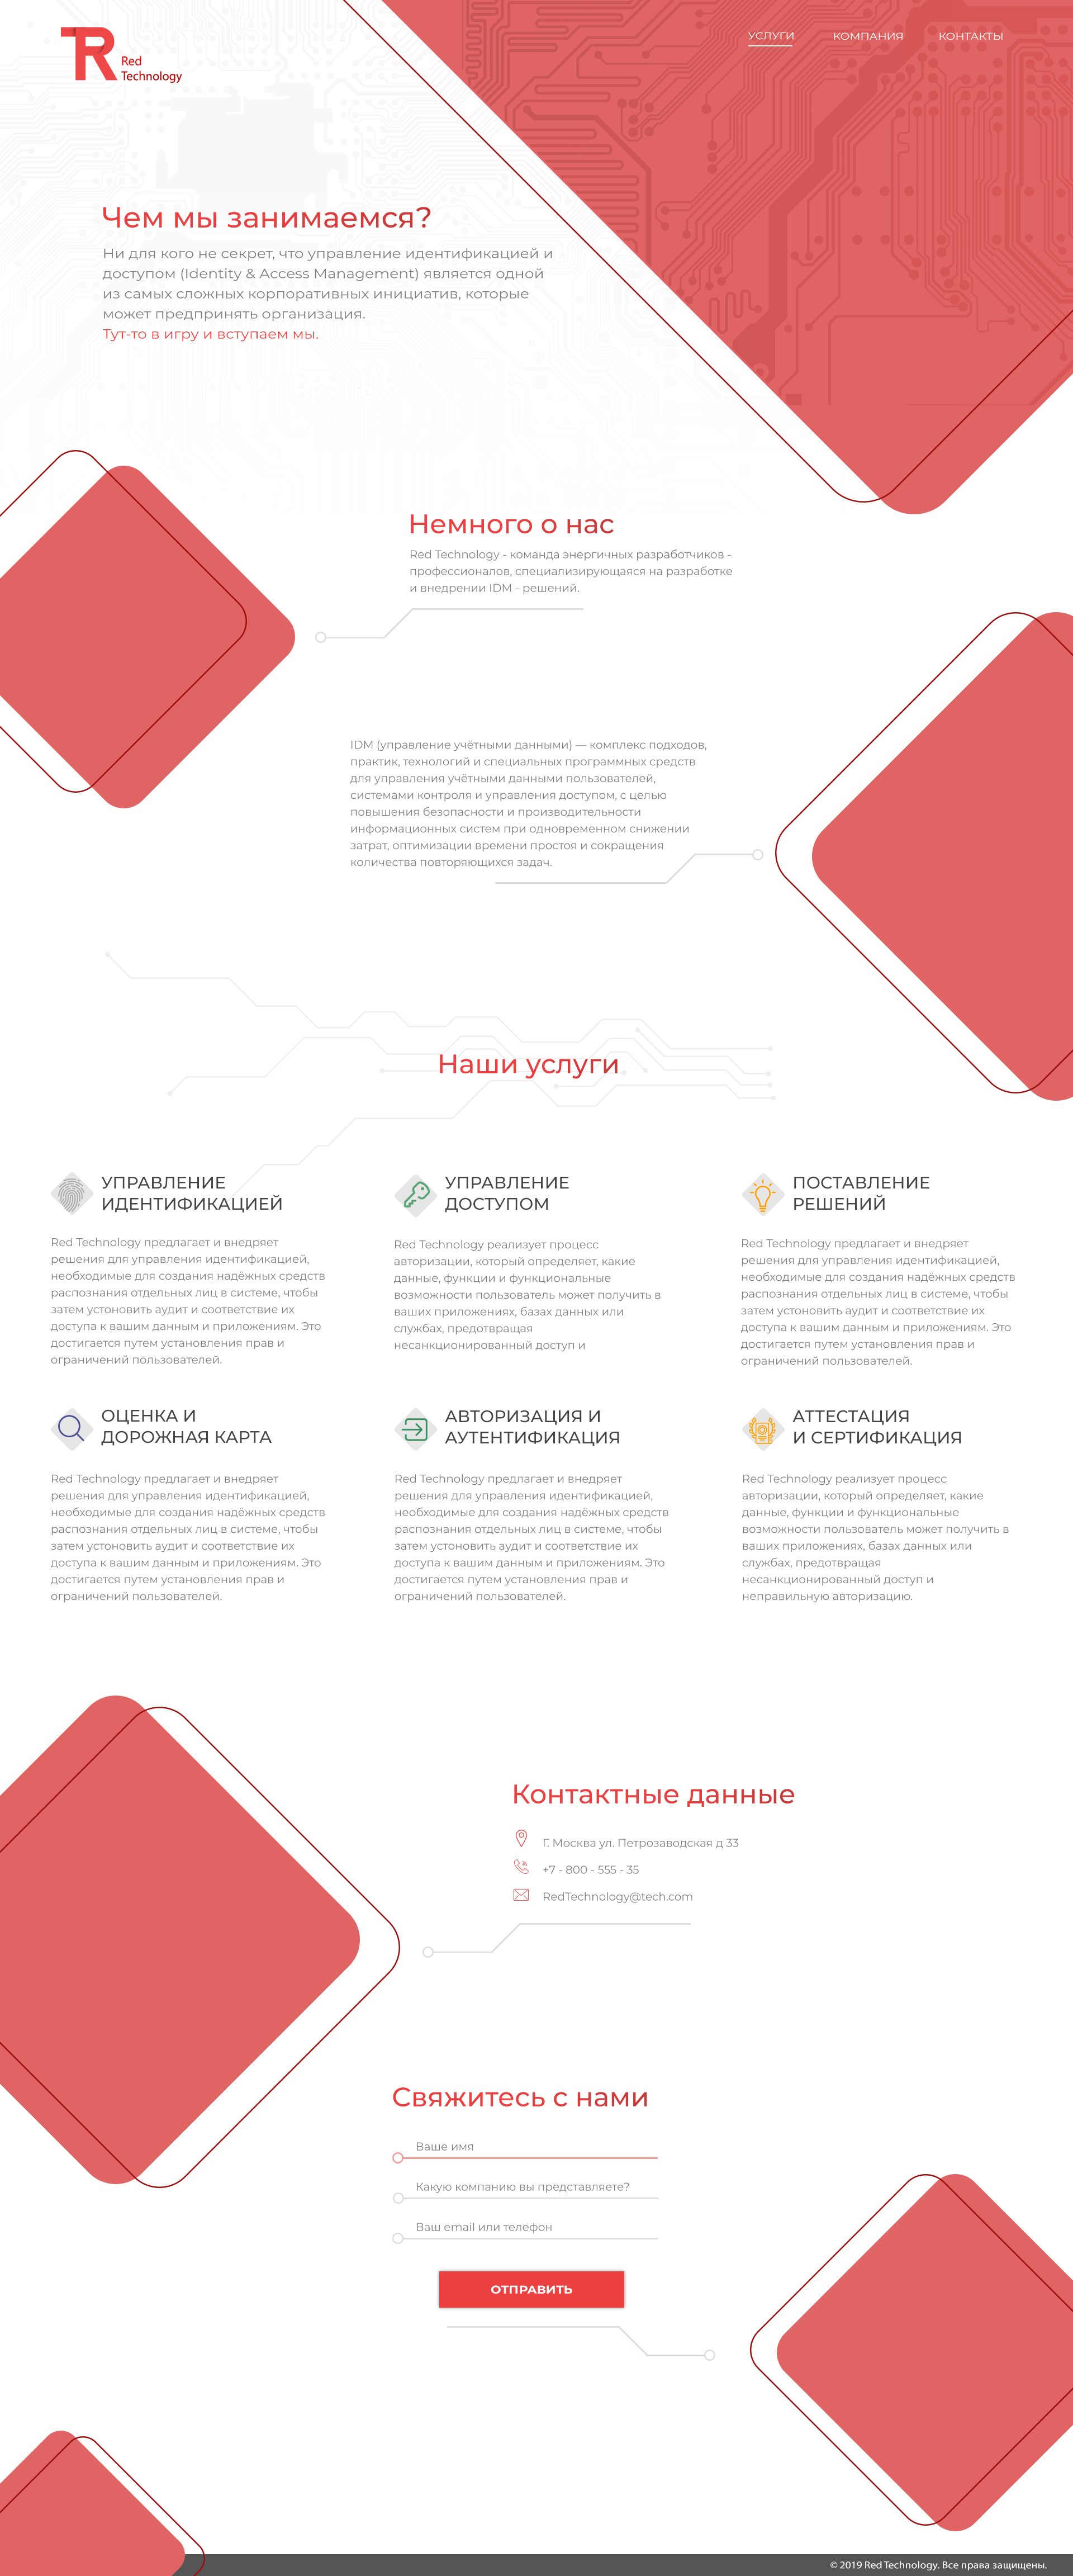 TR
Red
Technology
УСЛУГИ
КОМПАНИЯ
КОНТАКТЫ
Чем мы занимаемся?
Ни для кого не секрет, что управление идентификацией и
доступом (Identity & Access Management) является одной
из самых сложных корпоративных инициатив, которые
может предпринять организация.
Тут-то в игру и вступаем мы.
Немного о нас
Red Technology - команда энергичных разработчиков -
профессионалов, специализирующаяся на разработке
и внедрении IDM - решений.
IDM (управление учётными данными) — комплекс подходов,
практик, технологий и специальных программных средств
для управления учётными данными пользователей,
системами контроля и управления доступом, с целью
повышения безопасности и производительности
информационных систем при одновременном снижении
затрат, оптимизации времени простоя и сокращения
количества повторяющихся задач.
Наши услуги
УПРАВЛЕНИЕ
ИДЕНТИФИКАЦИЕЙ
Red Technology предлагает и внедряет
решения для управления идентификацией,
необходимые для создания надёжных средств
распознания отдельных лиц в системе, чтобы
затем устоновить аудит и соответствие их
доступа к вашим данным и приложениям. Это
достигается путем установления прав и
ограничений пользователей.
УПРАВЛЕНИЕ
ДОСТУПОМ
Red Technology реализует процесс
авторизации, который определяет, какие
данные, функции и функциональные
возможности пользователь может получить в
ваших приложениях, базах данных или
службах, предотвращая
несанкционированный доступ и
ПОСТАВЛЕНИЕ
РЕШЕНИЙ
Red Technology предлагает и внедряет
решения для управления идентификацией,
необходимые для создания надёжных средств
распознания отдельных лиц в системе, чтобы
затем устоновить аудит и соответствие их
доступа к вашим данным и приложениям. Это
достигается путем установления прав и
ограничений пользователей.
ОЦЕНКА И
ДОРОЖНАЯ КАРТА
Red Technology предлагает и внедряет
решения для управления идентификацией,
необходимые для создания надёжных средств
распознания отдельных лиц в системе, чтобы
затем устоновить аудит и соответствие их
доступа к вашим данным и приложениям. Это
достигается путем установления прав и
ограничений пользователей.
АВТОРИЗАЦИЯ И
АУТЕНТИФИКАЦИЯ
Red Technology предлагает и внедряет
решения для управления идентификацией,
необходимые для создания надёжных средств
распознания отдельных лиц в системе, чтобы
затем устоновить аудит и соответствие их
доступа к вашим данным и приложениям. Это
достигается путем установления прав и
ограничений пользователей.
АТТЕСТАЦИЯ
И СЕРТИФИКАЦИЯ
Red Technology реализует процесс
авторизации, который определяет, какие
данные, функции и функциональные
возможности пользователь может получить в
ваших приложениях, базах данных или
службах, предотвращая
несанкционированный доступ и
неправильную авторизацию.
Контактные данные
Г. Москва ул. Петрозаводская д 33
+7 - 800 - 555 - 35
RedTechnology@tech.com
Свяжитесь с нами
Ваше имя
Какую компанию вы представляете?
Ваш email или телефон
ОТПРАВИТЬ
© 2019 Red Technology. Все права защищены.